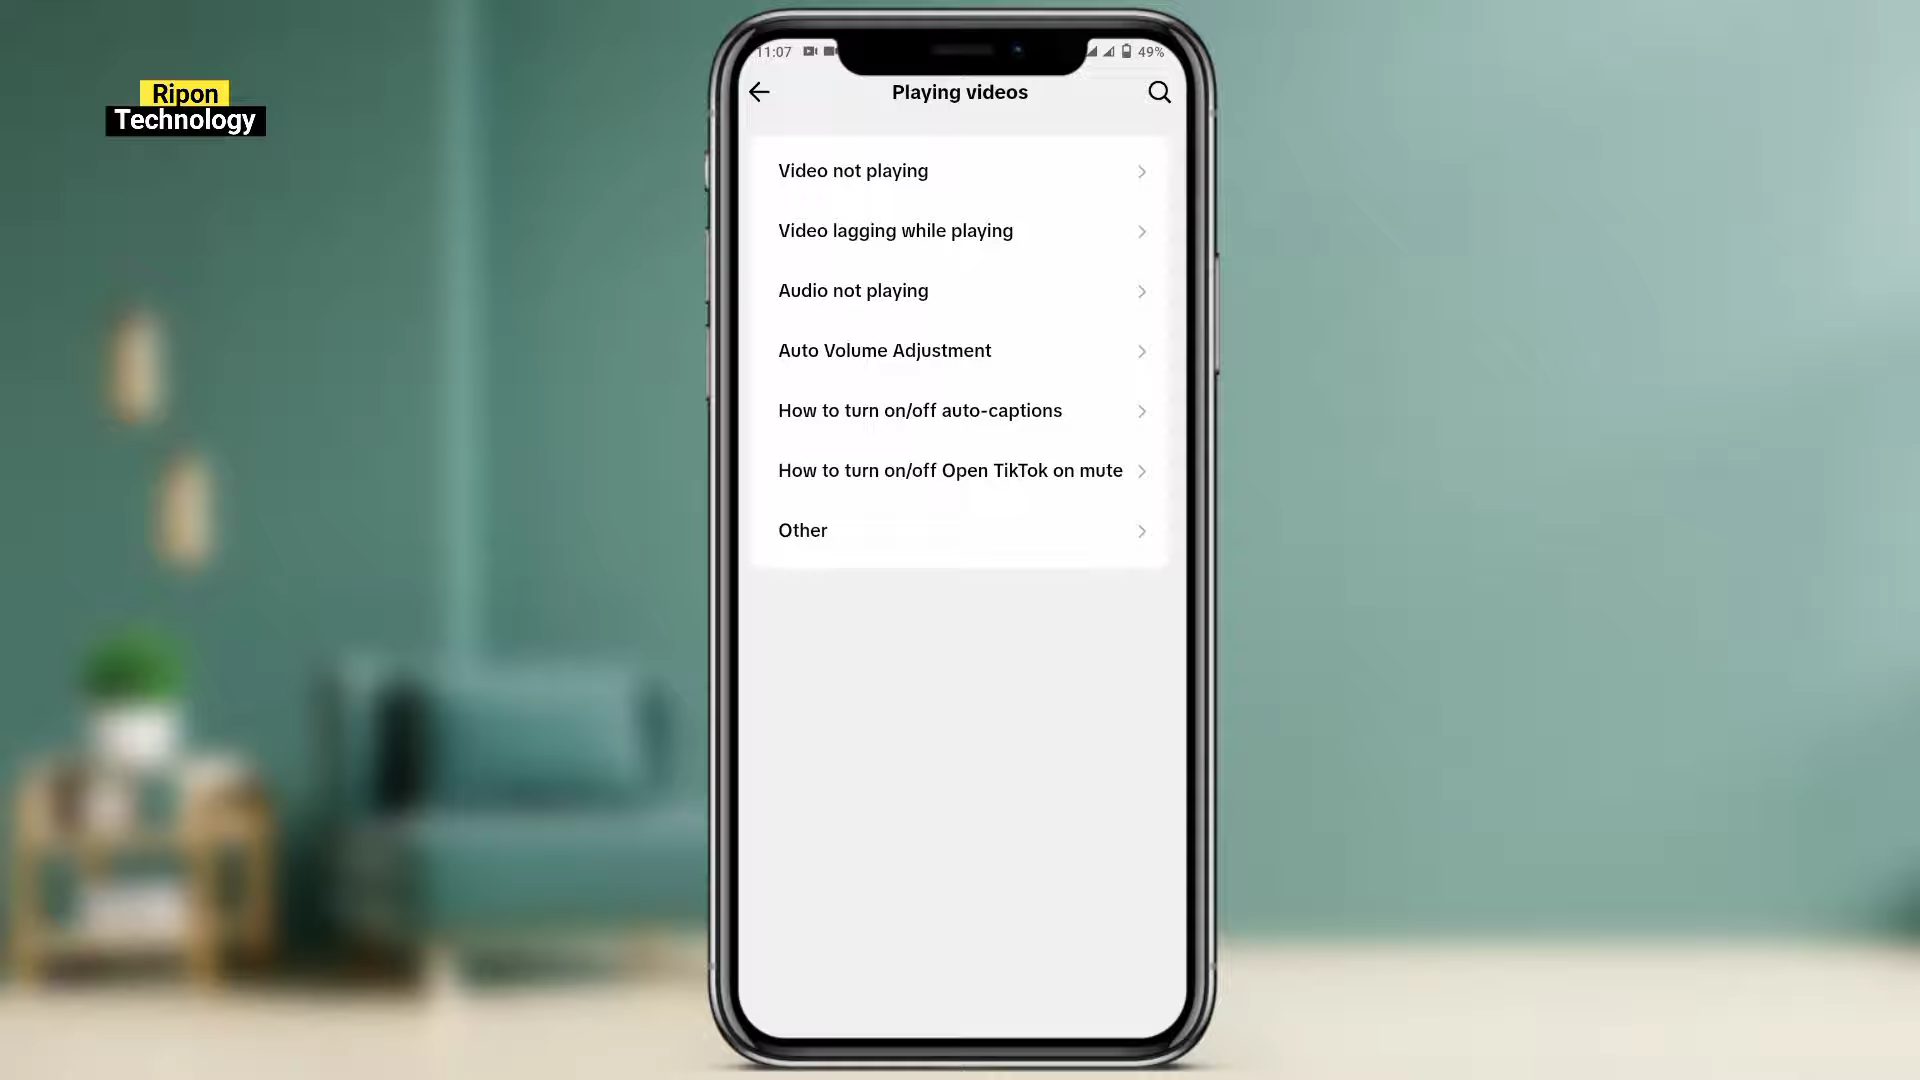 Ripon
Technology
11:07
49%
Playing videos
Video not playing
Video lagging while playing
Audio not playing
Auto Volume Adjustment
How to turn on/off auto-captions
How to turn on/off Open TikTok on mute
Other